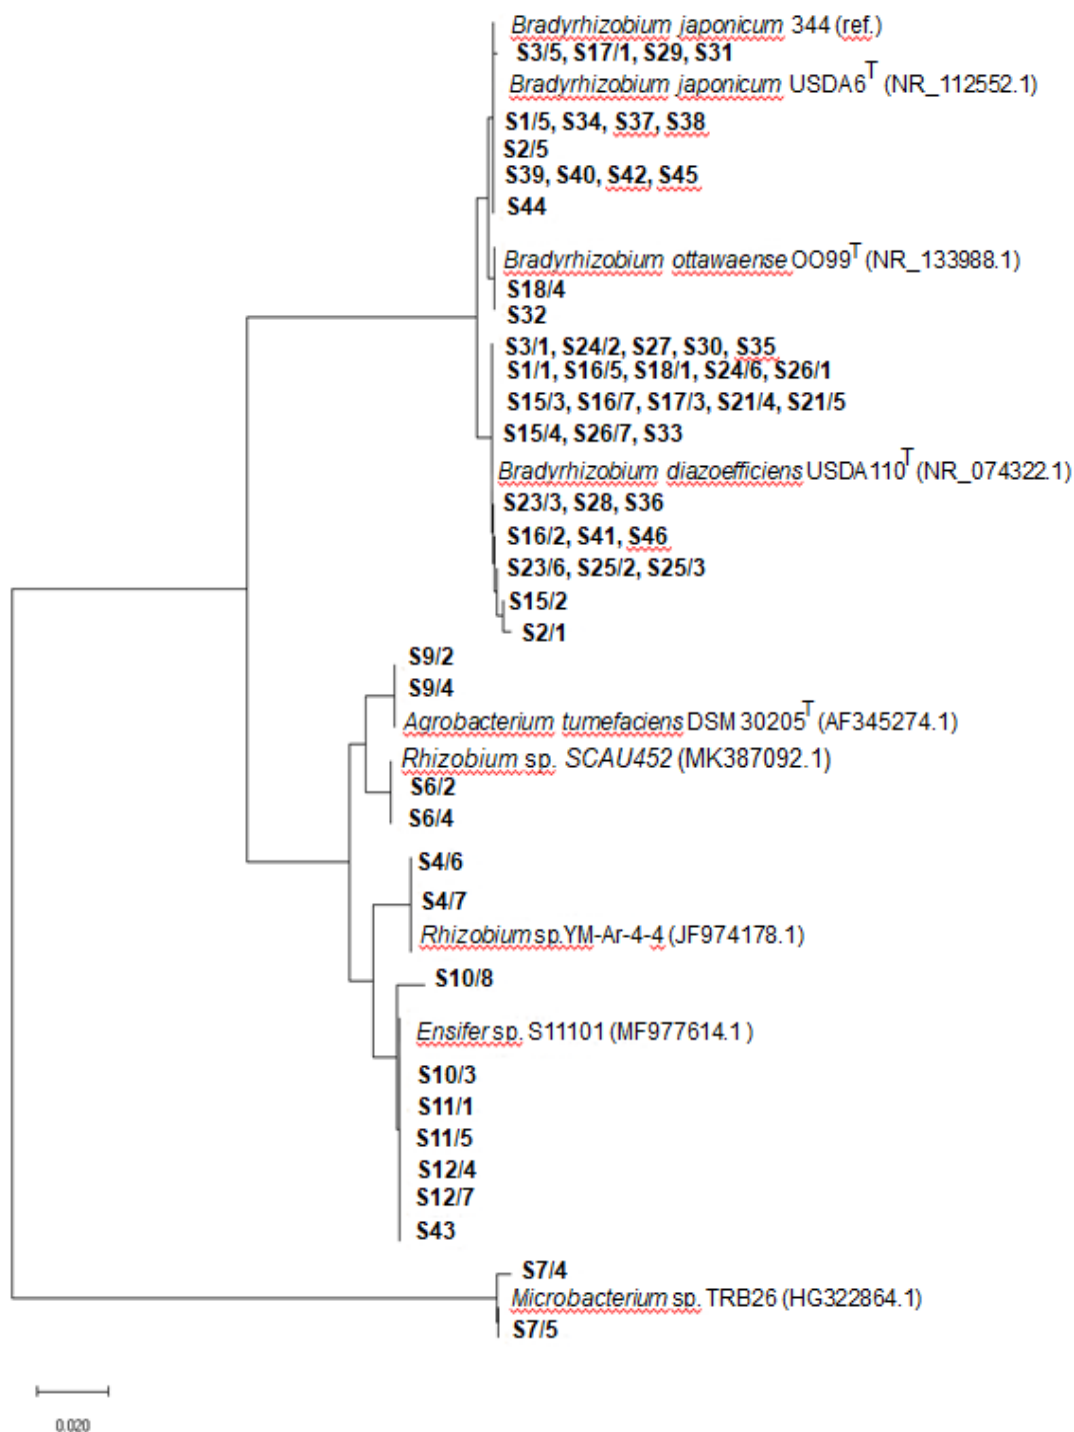 Bradyrhizobium japonicum 344 (ref.)
S3/5, S17/1, S29, S31
Bradyrhizobium japonicum USDA6T (NR_112552.1)
S1/5, S34, S37, S38
S2/5
S39, S40, S42, S45
S44
Bradyrhizobium ottawaense OO99T (NR_133988.1)
S18/4
S32
S3/1, S24/2, S27, S30, S35
S1/1, S16/5, S18/1, S24/6, S26/1
S15/3, S16/7, S17/3, S21/4, S21/5
S15/4, S26/7, S33
Bradyrhizobium diazoefficiens USDA110T (NR_074322.1)
S23/3, S28, S36
S16/2, S41, S46
S23/6, S25/2, S25/3
S15/2
S2/1
S9/2
S9/4
Agrobacterium tumefaciens DSM 30205T (AF345274.1)
Rhizobium sp. SCAU452 (MK387092.1)
S6/2
S6/4
S4/6
S4/7
Rhizobium sp.YM-Ar-4-4 (JF974178.1)
S10/8
Ensifer sp. S11101 (MF977614.1 )
S10/3
S11/1
S11/5
S12/4
S12/7
S43
S7/4
Microbacterium sp. TRB26 (HG322864.1)
S7/5
0.020